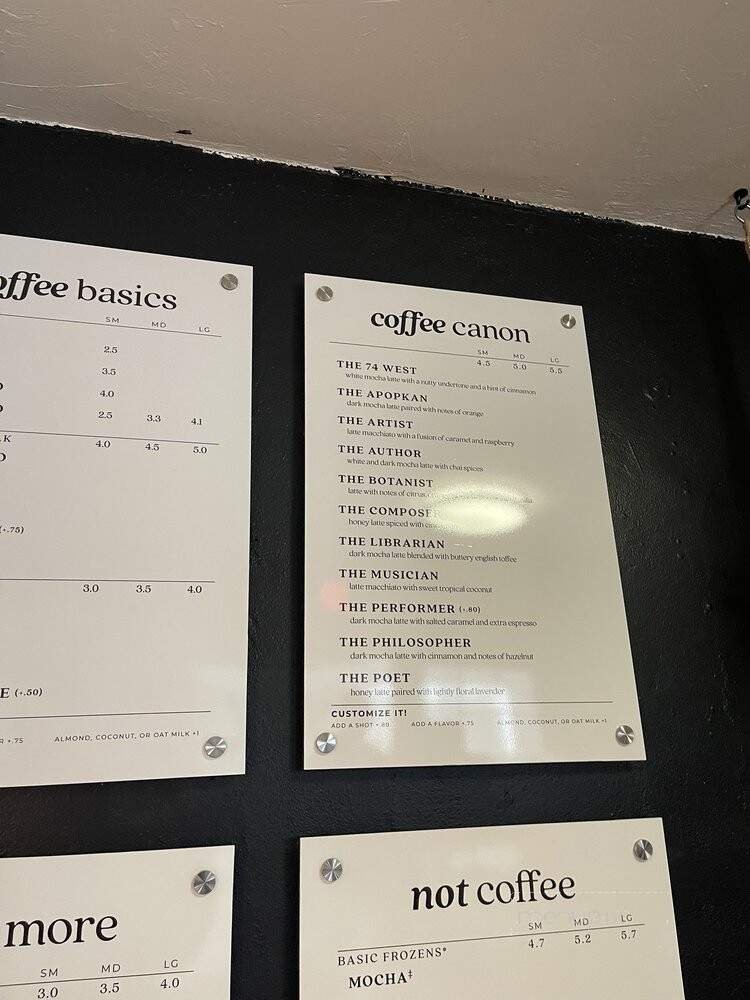 offee basics
SM MD LG
2.5
3.5
4.0
2.5 3.3 4.1
4.0 4.5 5.0
(+.75)
3.0 3.5 4.0
E (+.50)
+.75 ALMOND, COCONUT, OR OAT MILK +1
coffee canon
SM MD LG
4.5 5.0 5.5
THE 74 WEST
white mocha latte with a nutty undertone and a hint of cinnamon
THE APOPKAN
dark mocha latte paired with notes of orange
THE ARTIST
latte macchiato with a fusion of caramel and raspberry
THE AUTHOR
white and dark mocha latte with chai spices
THE BOTANIST
latte with notes of citrus,
THE COMPOSER
honey latte spiced with
THE LIBRARIAN
dark mocha latte blended with buttery english toffee
THE MUSICIAN
latte macchiato with sweet tropical coconut
THE PERFORMER (+.80)
dark mocha latte with salted caramel and extra espresso
THE PHILOSOPHER
dark mocha latte with cinnamon and notes of hazelnut
THE POET
honey latte paired with lightly floral lavender
CUSTOMIZE IT!
ADD A SHOT +.80 ADD A FLAVOR +.75 ALMOND, COCONUT, OR OAT MILK +1
more
SM MD LG
3.0 3.5 4.0
not coffee
SM MD LG
BASIC FROZENS* 4.7 5.2 5.7
MOCHA‡